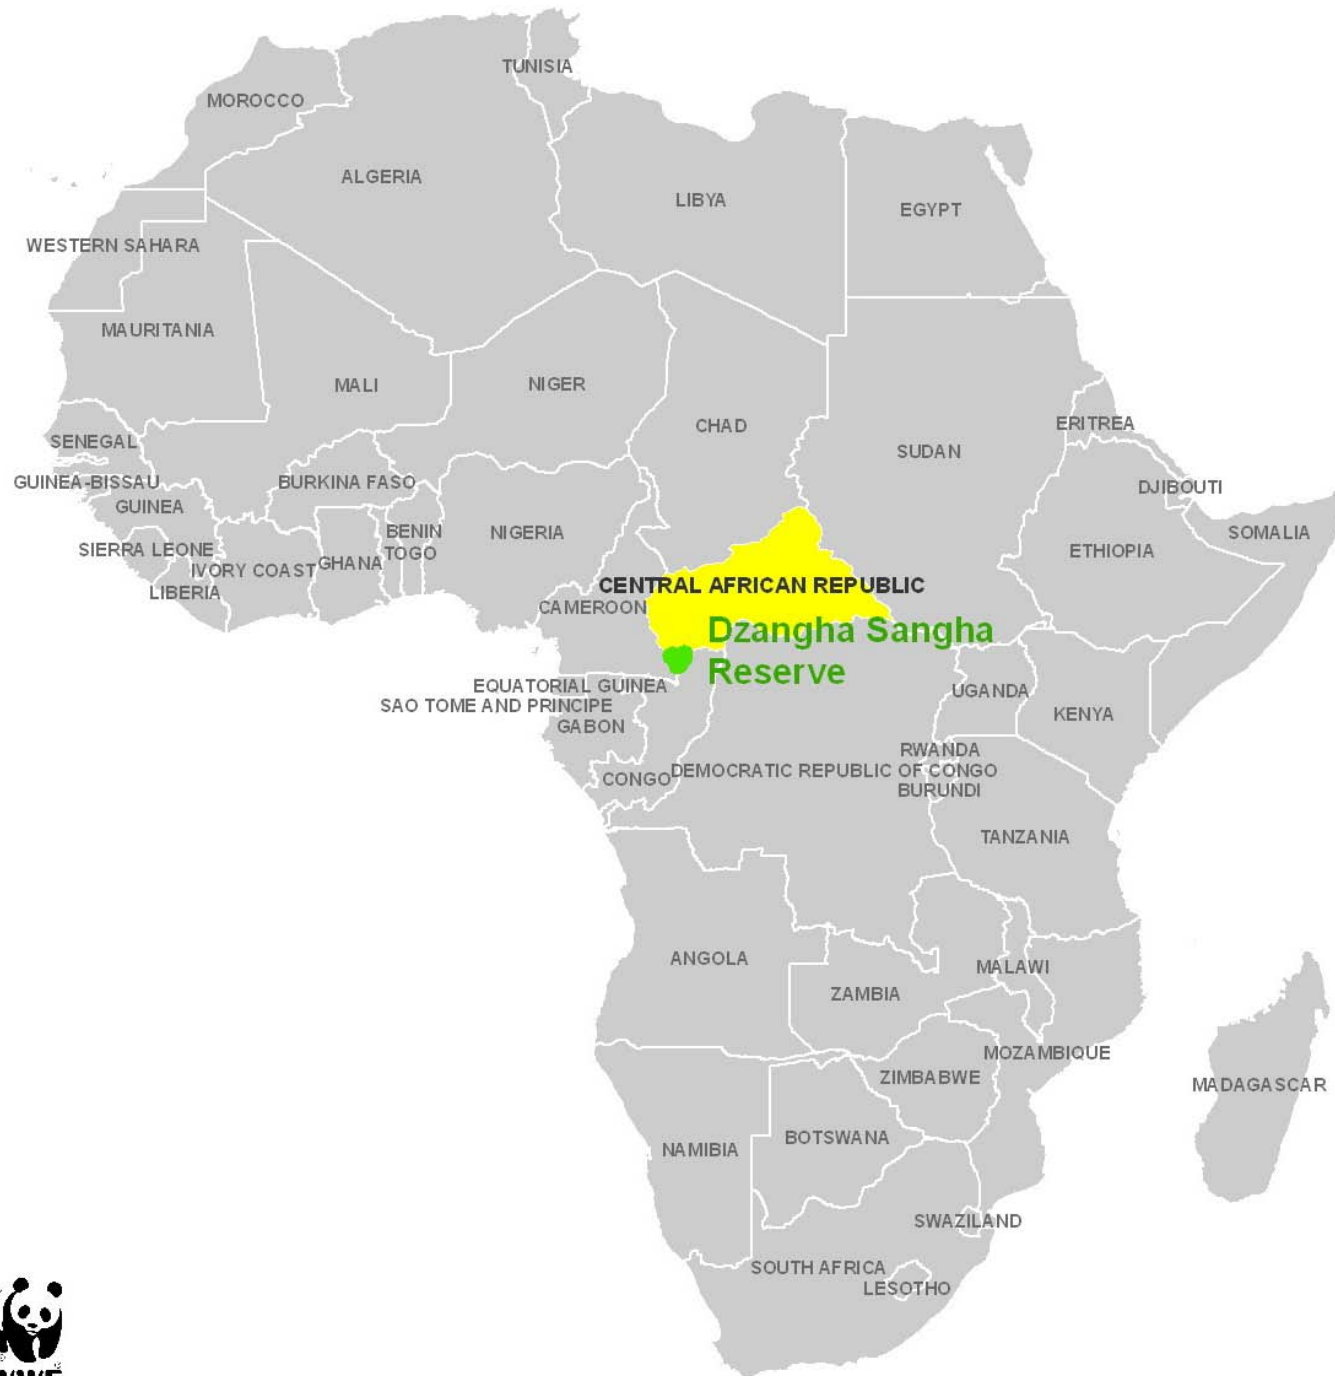 TUNISIA
MOROCCO
ALGERIA
LIBYA
EGYPT
WESTERN SAHARA
MAURITANIA
MALI
NIGER
CHAD
SUDAN
ERITREA
SENEGAL
GUINEA-BISSAU
GUINEA
BURKINA FASO
DJIBOUTI
SOMALIA
ETHIOPIA
SIERRA LEONE
LIBERIA
IVORY COAST
GHANA
BENIN
TOGO
NIGERIA
CENTRAL AFRICAN REPUBLIC
CAMEROON
Dzangha Sangha
Reserve
EQUATORIAL GUINEA
SAO TOME AND PRINCIPE
GABON
UGANDA
KENYA
RWANDA
CONGO
DEMOCRATIC REPUBLIC OF CONGO
BURUNDI
TANZANIA
ANGOLA
MALAWI
ZAMBIA
MOZAMBIQUE
ZIMBABWE
MADAGASCAR
BOTSWANA
NAMIBIA
SWAZILAND
SOUTH AFRICA
LESOTHO